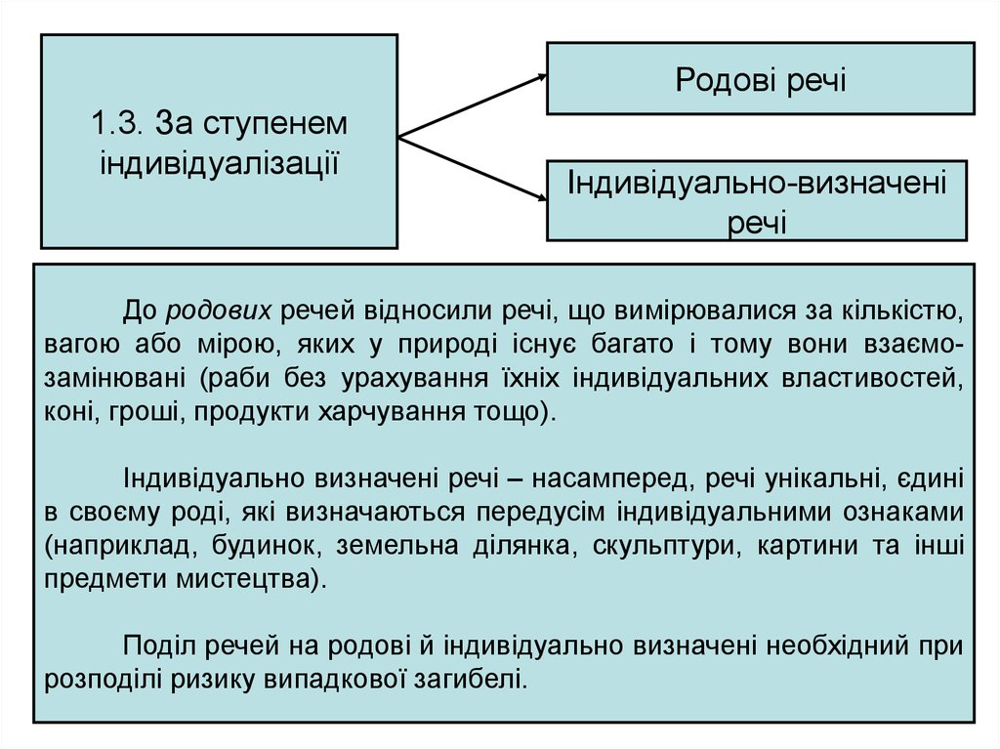 1.3. За ступенем
індивідуалізації
Родові речі
Індивідуально-визначені
речі
До родових речей відносили речі, що вимірювалися за кількістю,
вагою або мірою, яких у природі існує багато і тому вони взаємо-
замінювані (раби без урахування їхніх індивідуальних властивостей,
коні, гроші, продукти харчування тощо).
Індивідуально визначені речі – насамперед, речі унікальні, єдині
в своєму роді, які визначаються передусім індивідуальними ознаками
(наприклад, будинок, земельна ділянка, скульптури, картини та інші
предмети мистецтва).
Поділ речей на родові й індивідуально визначені необхідний при
розподілі ризику випадкової загибелі.